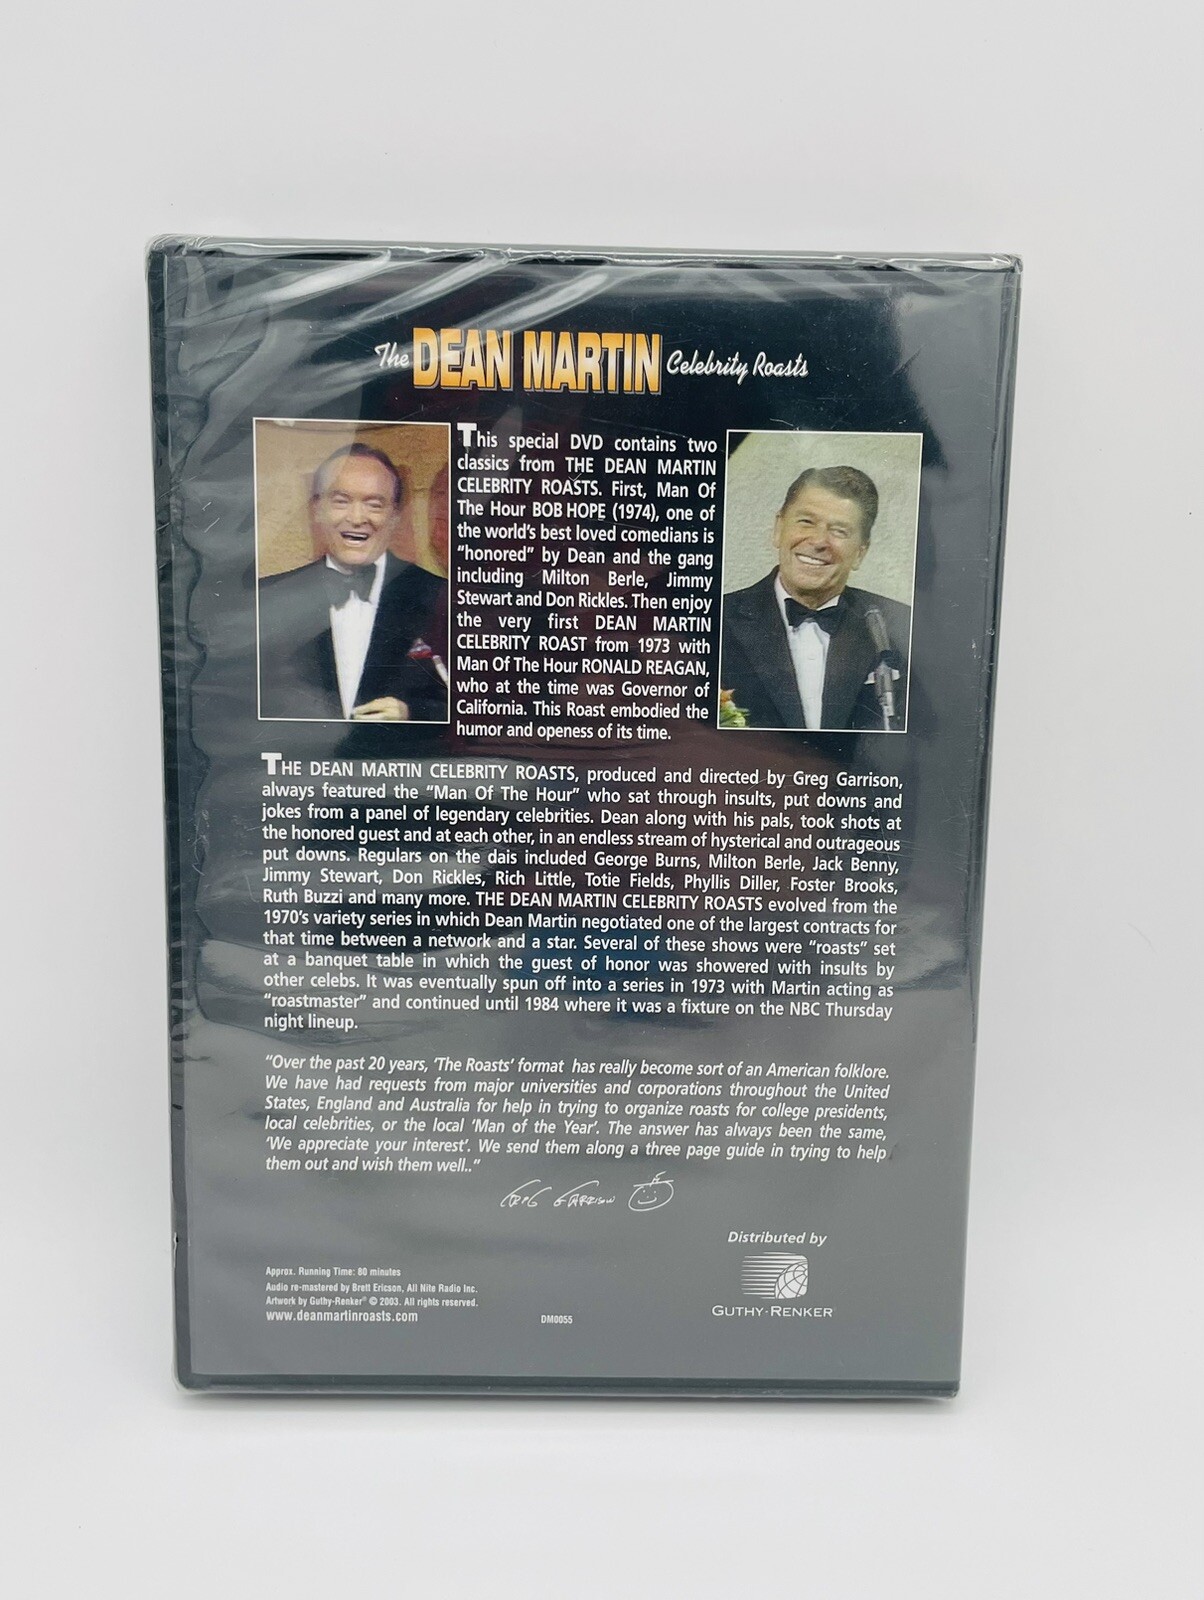 The DEAN MARTIN Celebrity Roasts
This special DVD contains two
classics from THE DEAN MARTIN
CELEBRITY ROASTS. First, Man Of
The Hour BOB HOPE (1974), one of
the world's best loved comedians is
"honored" by Dean and the gang
including Milton Berle, Jimmy
Stewart and Don Rickles. Then enjoy
the very first DEAN MARTIN
CELEBRITY ROAST from 1973 with
Man Of The Hour RONALD REAGAN,
who at the time was Governor of
California. This Roast embodied the
humor and openess of its time.
THE DEAN MARTIN CELEBRITY ROASTS, produced and directed by Greg Garrison,
always featured the "Man Of The Hour" who sat through insults, put downs and
jokes from a panel of legendary celebrities. Dean along with his pals, took shots at
the honored guest and at each other, in an endless stream of hysterical and outrageous
put downs. Regulars on the dais included George Burns, Milton Berle, Jack Benny,
Jimmy Stewart, Don Rickles, Rich Little, Totie Fields, Phyllis Diller, Foster Brooks,
Ruth Buzzi and many more. THE DEAN MARTIN CELEBRITY ROASTS evolved from the
1970's variety series in which Dean Martin negotiated one of the largest contracts for
that time between a network and a star. Several of these shows were "roasts" set
at a banquet table in which the guest of honor was showered with insults by
other celebs. It was eventually spun off into a series in 1973 with Martin acting as
"roastmaster" and continued until 1984 where it was a fixture on the NBC Thursday
night lineup.
"Over the past 20 years, 'The Roasts' format has really become sort of an American folklore.
We have had requests from major universities and corporations throughout the United
States, England and Australia for help in trying to organize roasts for college presidents,
local celebrities, or the local 'Man of the Year'. The answer has always been the same,
'We appreciate your interest'. We send them along a three page guide in trying to help
them out and wish them well.."
GREG GARRISON
Distributed by
GUTHY-RENKER
Approx. Running Time: 80 minutes
Audio re-mastered by Brett Ericson, All Nite Radio Inc.
Artwork by Guthy-Renker® © 2003. All rights reserved.
www.deanmartinroasts.com
DM0055